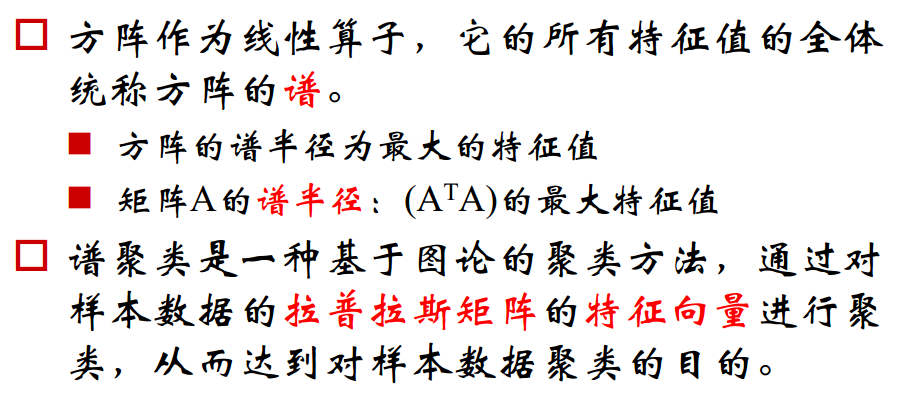 方阵作为线性算子，它的所有特征值的全体
统称方阵的谱。
方阵的谱半径为最大的特征值
矩阵A的谱半径：(AᵀA)的最大特征值
谱聚类是一种基于图论的聚类方法，通过对
样本数据的拉普拉斯矩阵的特征向量进行聚
类，从而达到对样本数据聚类的目的。